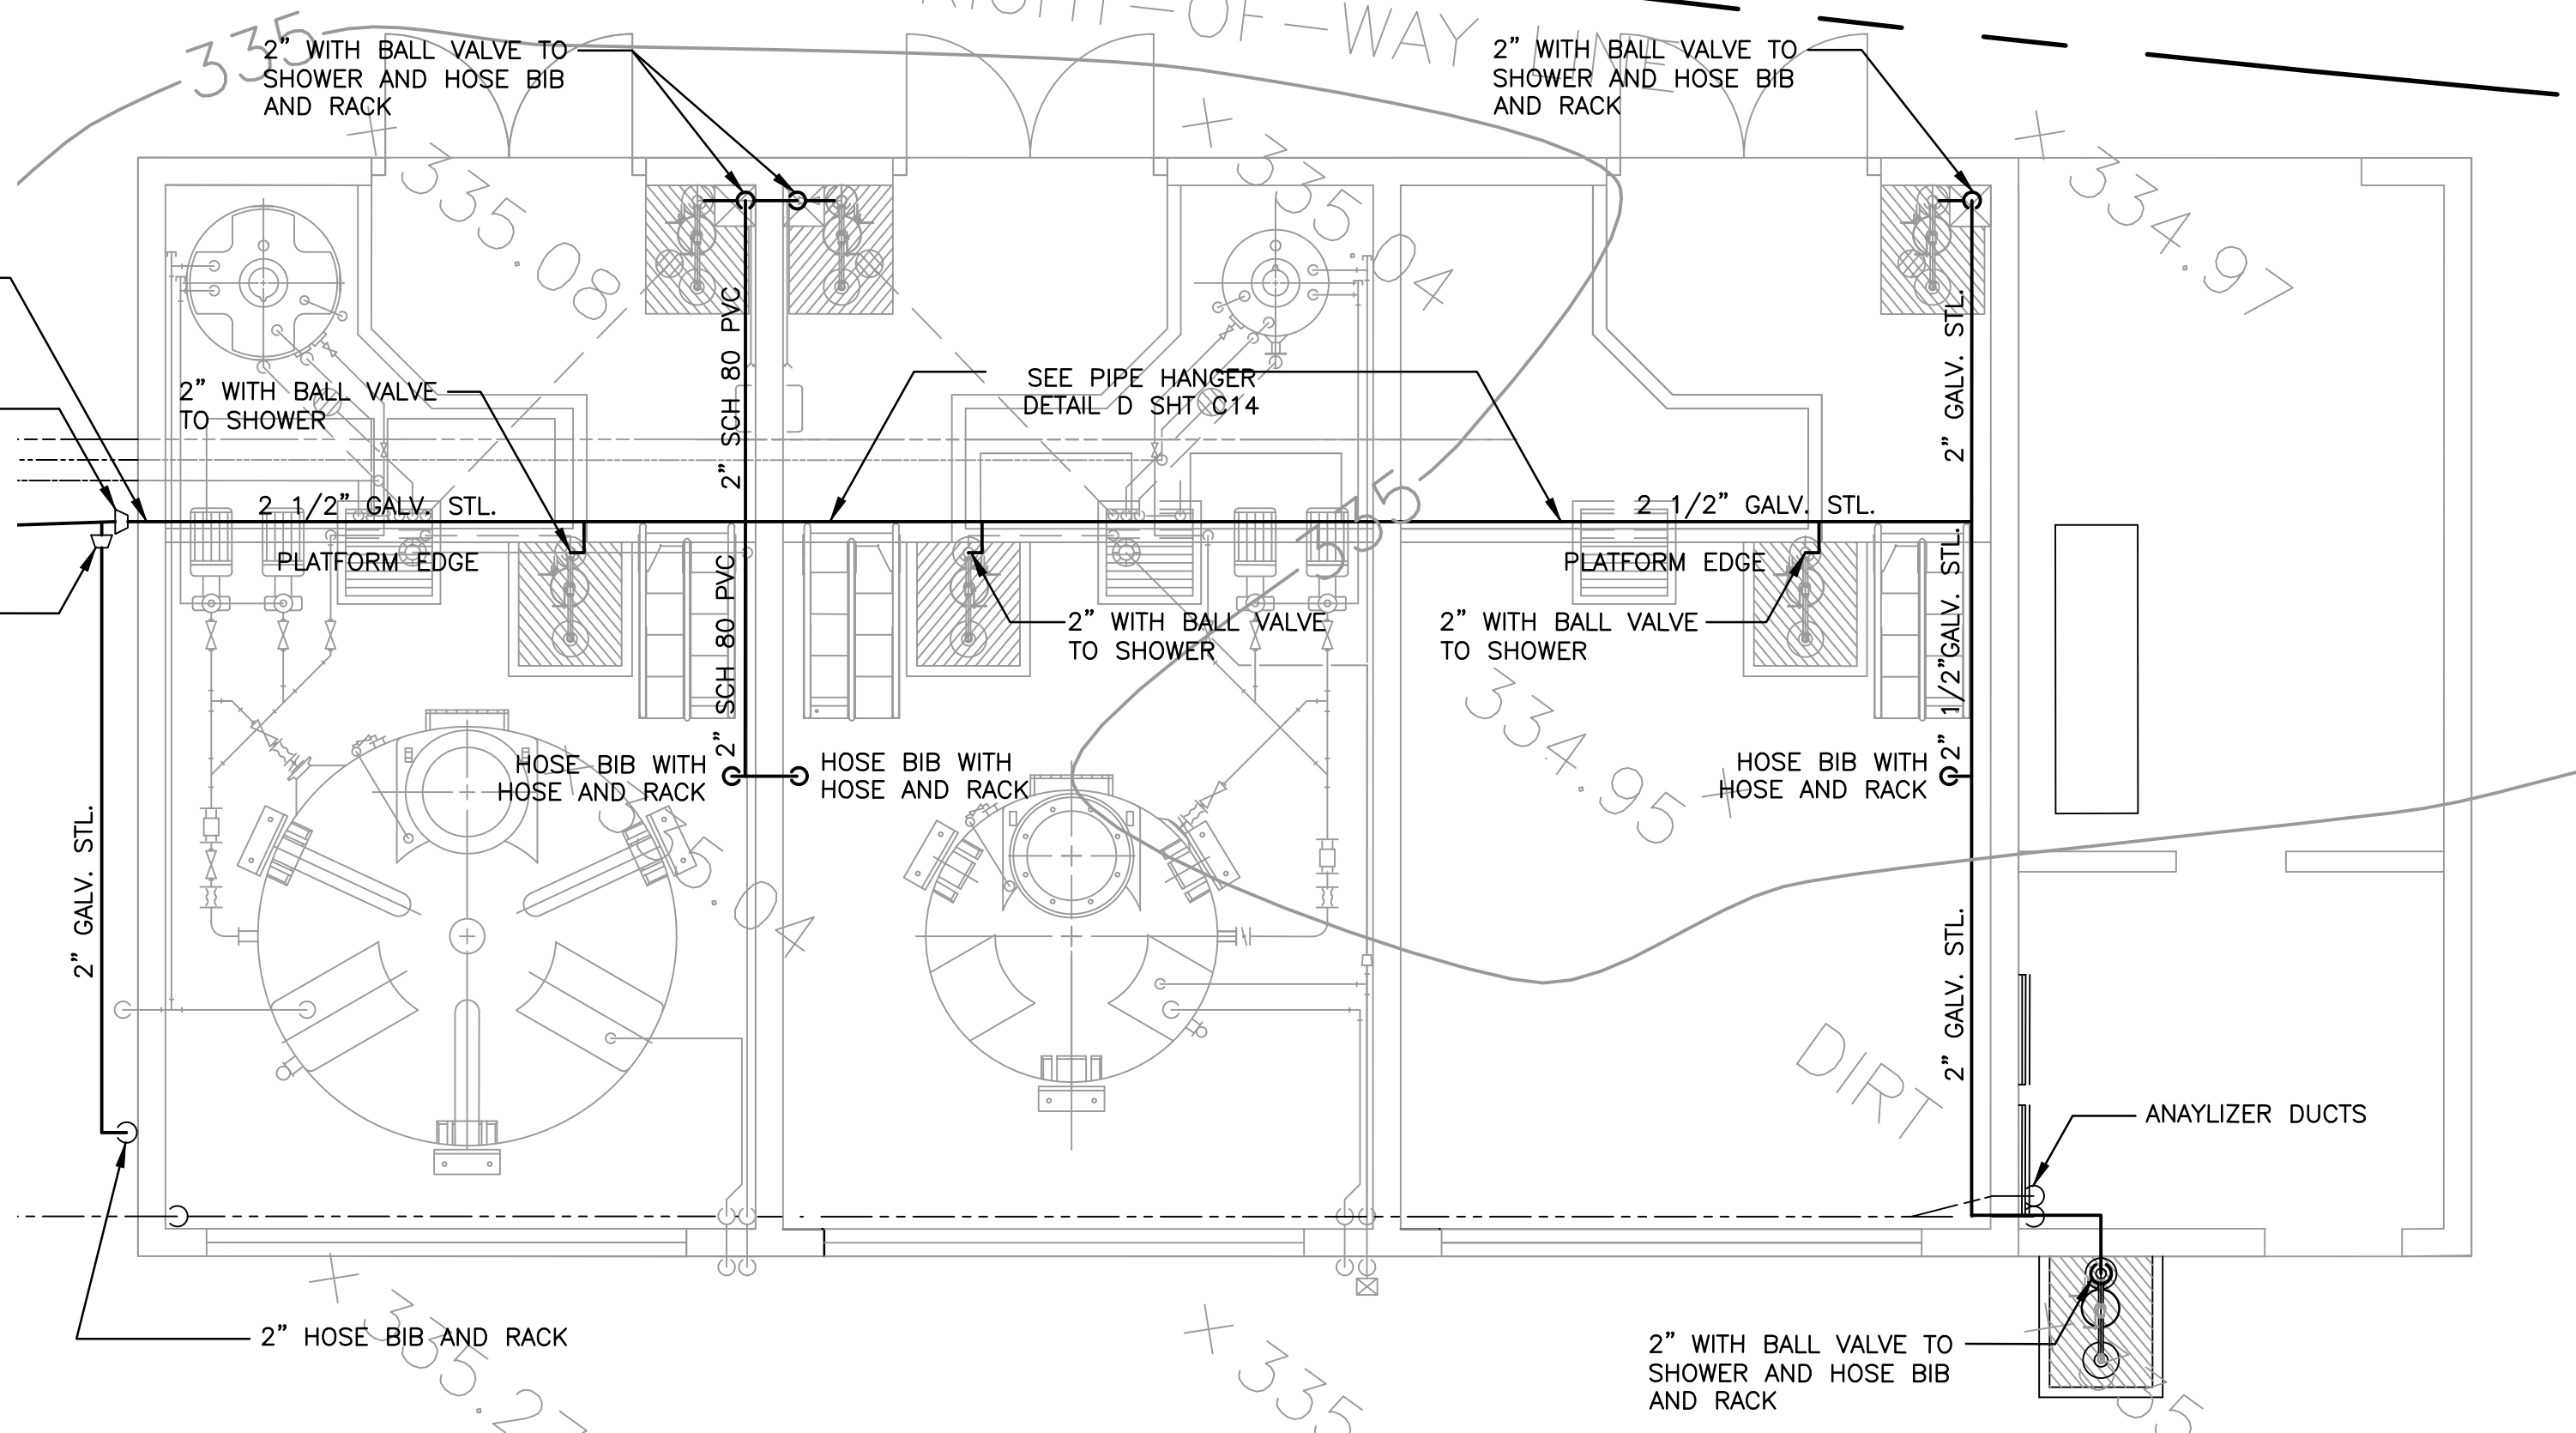 RIGHT-OF-WAY LINE
335
2" WITH BALL VALVE TO
SHOWER AND HOSE BIB
AND RACK
2" WITH BALL VALVE TO
SHOWER AND HOSE BIB
AND RACK
335.08
335.04
334.97
2" SCH 80 PVC
2" GALV. STL.
2" WITH BALL VALVE
TO SHOWER
SEE PIPE HANGER
DETAIL D SHT C14
2 1/2" GALV. STL.
2 1/2" GALV. STL.
335
PLATFORM EDGE
PLATFORM EDGE
2" SCH 80 PVC
2" 1/2"GALV. STL.
2" WITH BALL VALVE
TO SHOWER
2" WITH BALL VALVE
TO SHOWER
334.95
HOSE BIB WITH
HOSE AND RACK
HOSE BIB WITH
HOSE AND RACK
HOSE BIB WITH
HOSE AND RACK
335.04
2" GALV. STL.
2" GALV. STL.
DIRT
ANAYLIZER DUCTS
2" HOSE BIB AND RACK
335
2" WITH BALL VALVE TO
SHOWER AND HOSE BIB
AND RACK